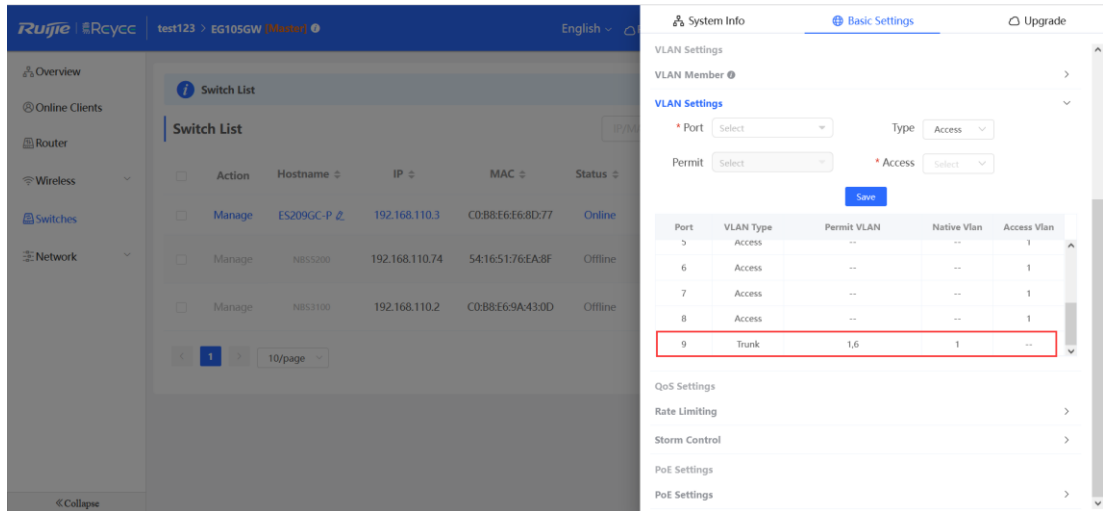 Ruijie | Rcycc test123 > EG105GW (Master) English
Overview
Online Clients
Router
Wireless
Switches
Network
Collapse
Switch List
Switch List
Action Hostname IP MAC Status
Manage ES209GC-P 192.168.110.3 C0:B8:E6:E6:8D:77 Online
Manage NBS5200 192.168.110.74 54:16:51:76:EA:8F Offline
Manage NBS3100 192.168.110.2 C0:B8:E6:9A:43:0D Offline
< 1 > 10/page
System Info Basic Settings Upgrade
VLAN Settings
VLAN Member
VLAN Settings
* Port Select Type Access
Permit Select * Access Select
Save
Port VLAN Type Permit VLAN Native Vlan Access Vlan
5 Access -- -- 1
6 Access -- -- 1
7 Access -- -- 1
8 Access -- -- 1
9 Trunk 1,6 1 --
QoS Settings
Rate Limiting
Storm Control
PoE Settings
PoE Settings